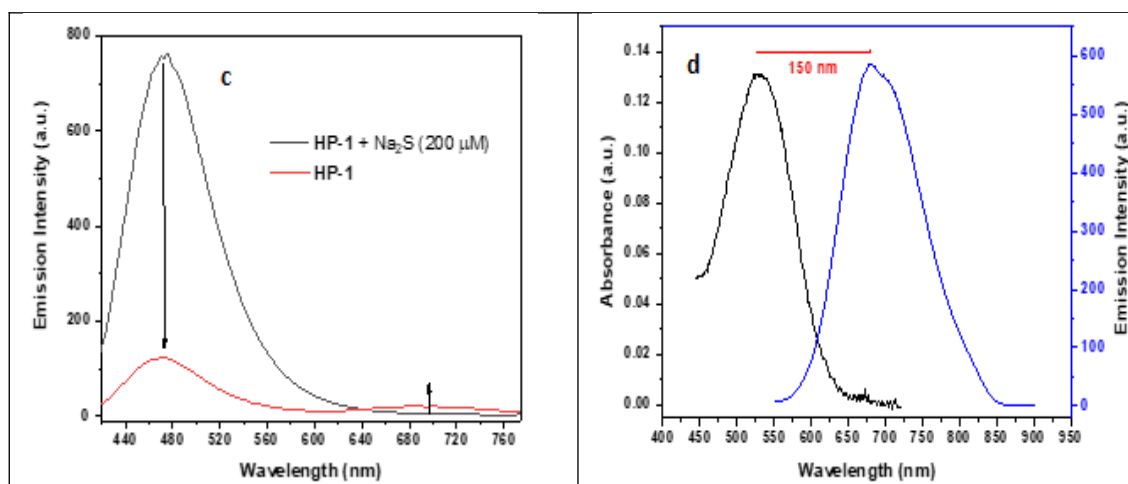 c
HP-1 + Na₂S (200 μM)
HP-1
Emission Intensity (a.u.)
800
600
400
200
0
440 480 520 560 600 640 680 720 760
Wavelength (nm)
d
150 nm
Absorbance (a.u.)
0.14
0.12
0.10
0.08
0.06
0.04
0.02
0.00
400 450 500 550 600 650 700 750 800 850 900 950
Wavelength (nm)
600
500
400
300
200
100
0
Emission Intensity (a.u.)